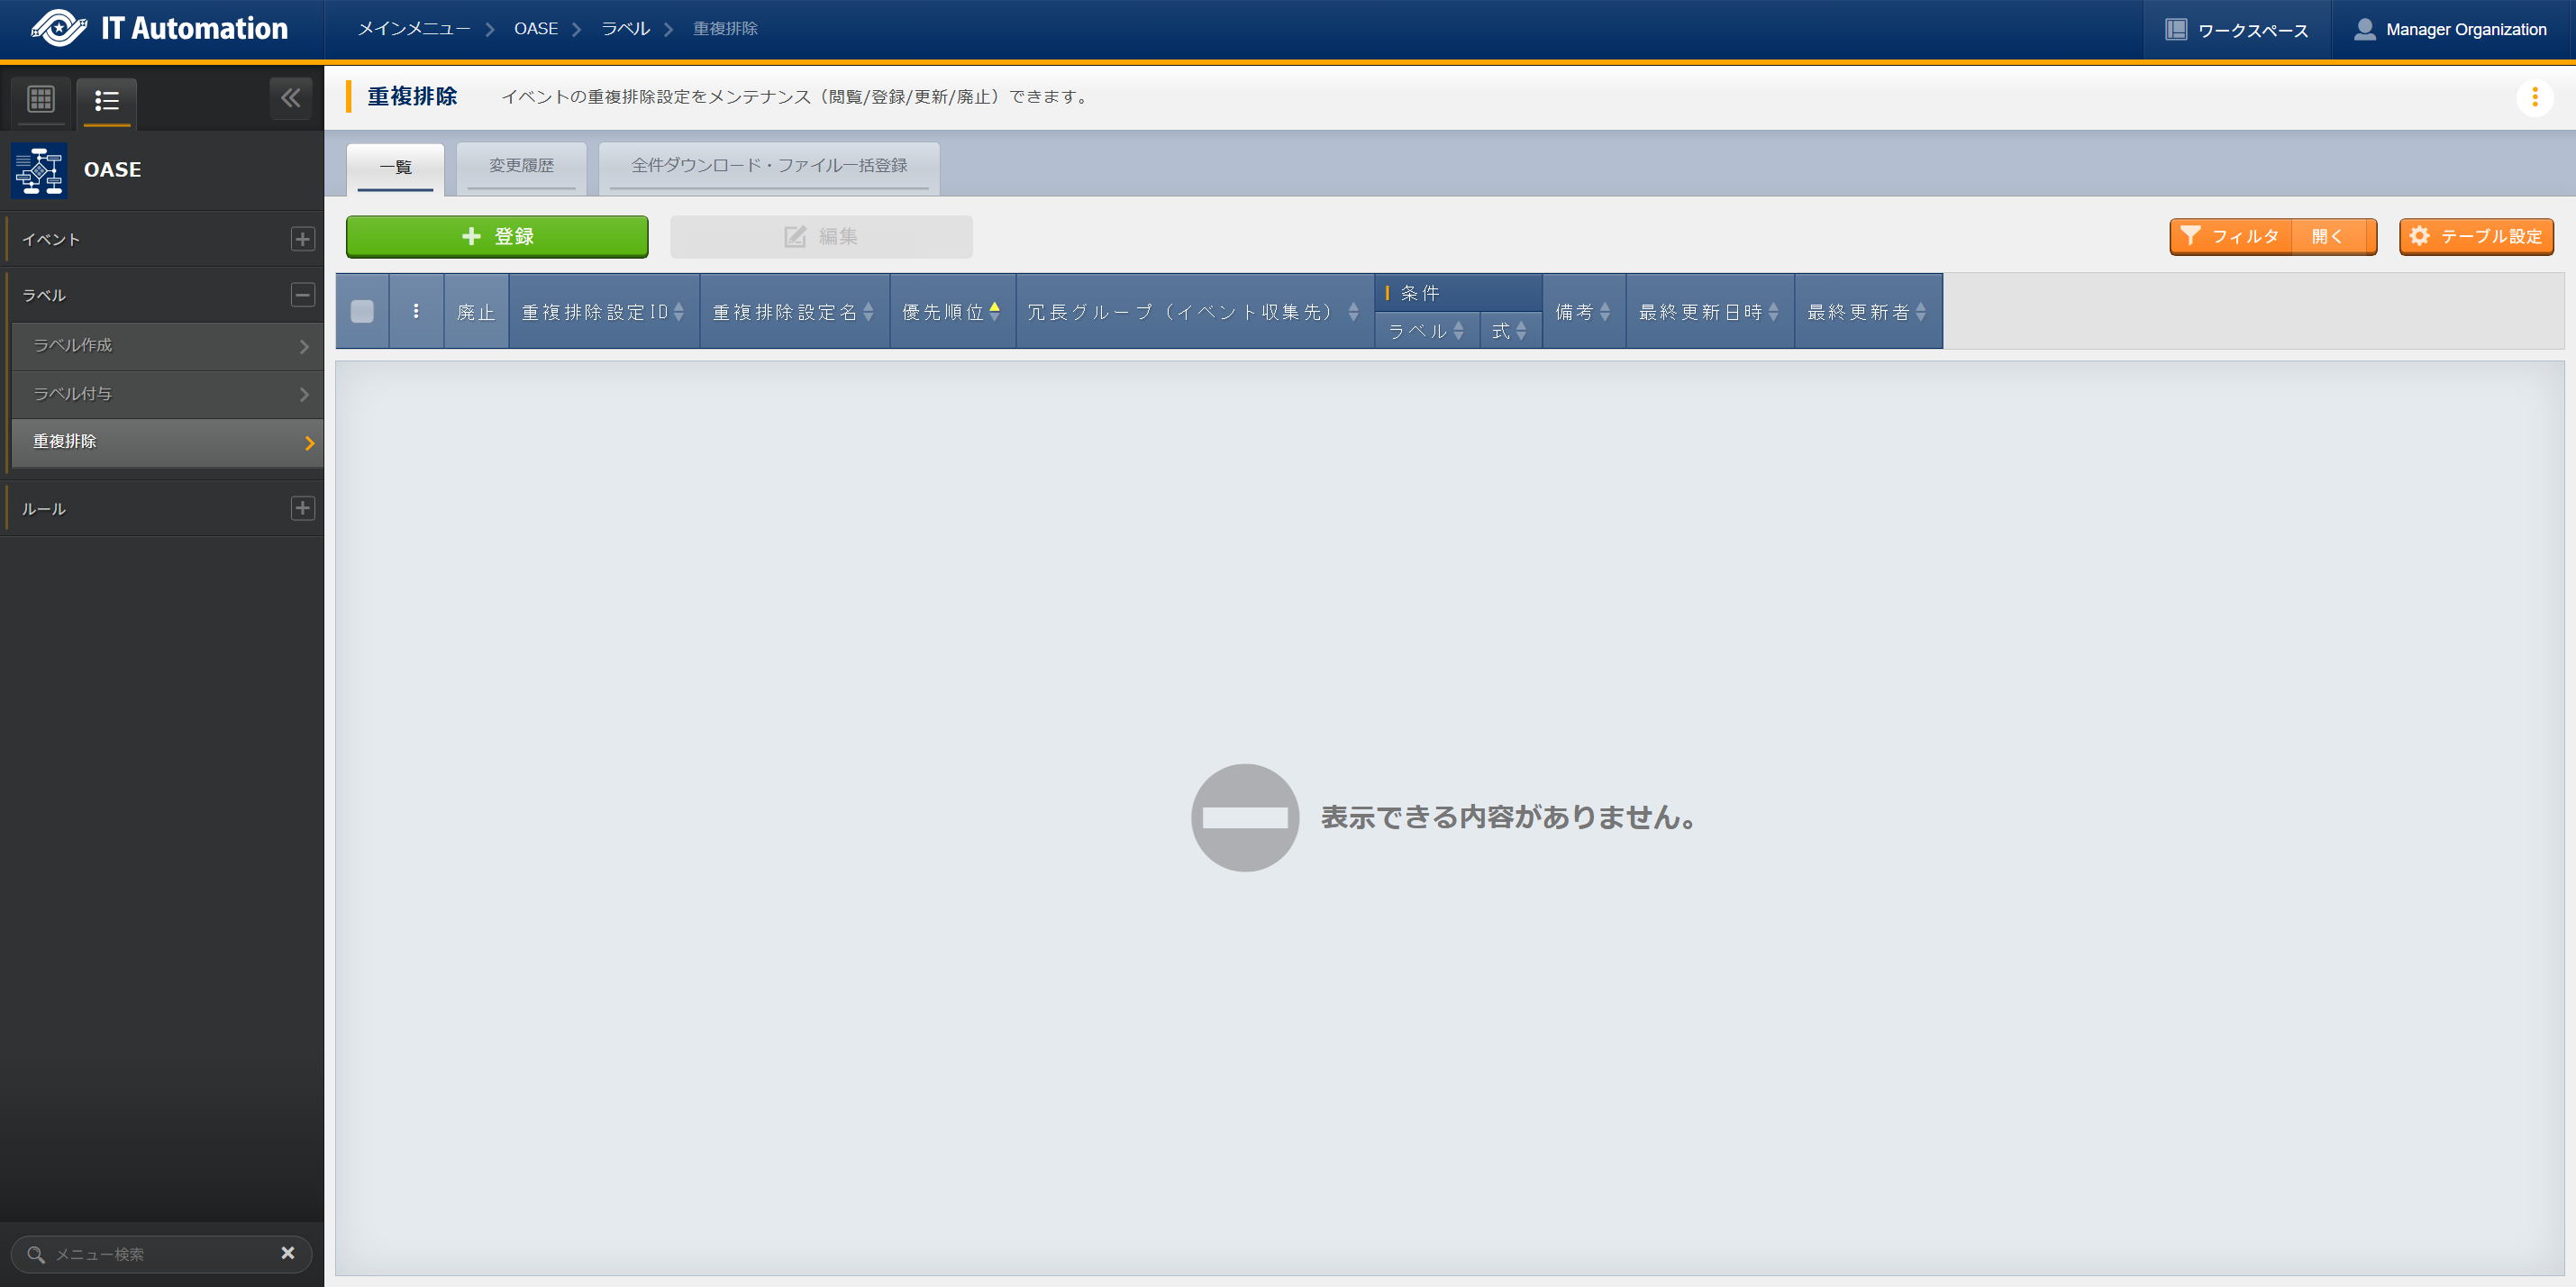 IT Automation
メインメニュー OASE ラベル 重複排除
ワークスペース
Manager Organization
OASE
イベント
ラベル
ラベル作成
ラベル付与
重複排除
ルール
メニュー検索
重複排除 イベントの重複排除設定をメンテナンス（閲覧/登録/更新/廃止）できます。
一覧 変更履歴 全件ダウンロード・ファイル一括登録
登録 編集 フィルタ 開く テーブル設定
廃止 重複排除設定ID 重複排除設定名 優先順位 冗長グループ（イベント収集先） 条件 備考 最終更新日時 最終更新者
ラベル 式
表示できる内容がありません。